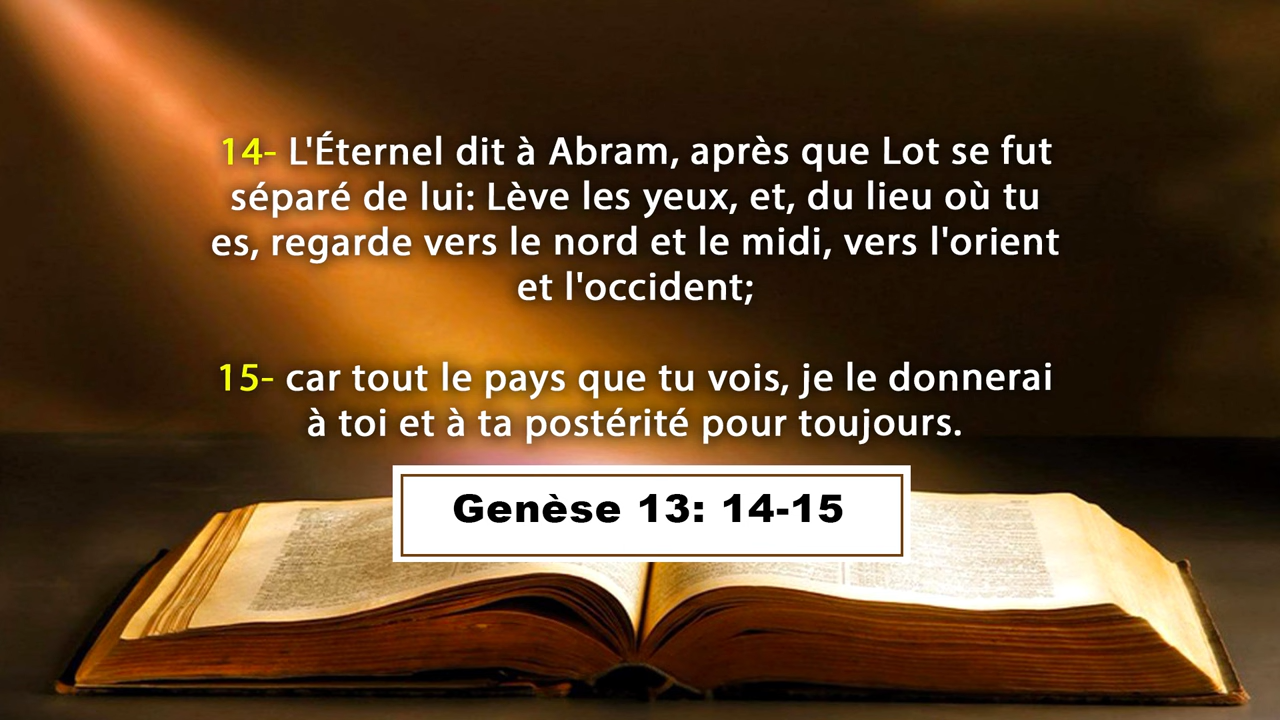 14- L'Éternel dit à Abram, après que Lot se fut
séparé de lui: Lève les yeux, et, du lieu où tu
es, regarde vers le nord et le midi, vers l'orient
et l'occident;
15- car tout le pays que tu vois, je le donnerai
à toi et à ta postérité pour toujours.
Genèse 13: 14-15